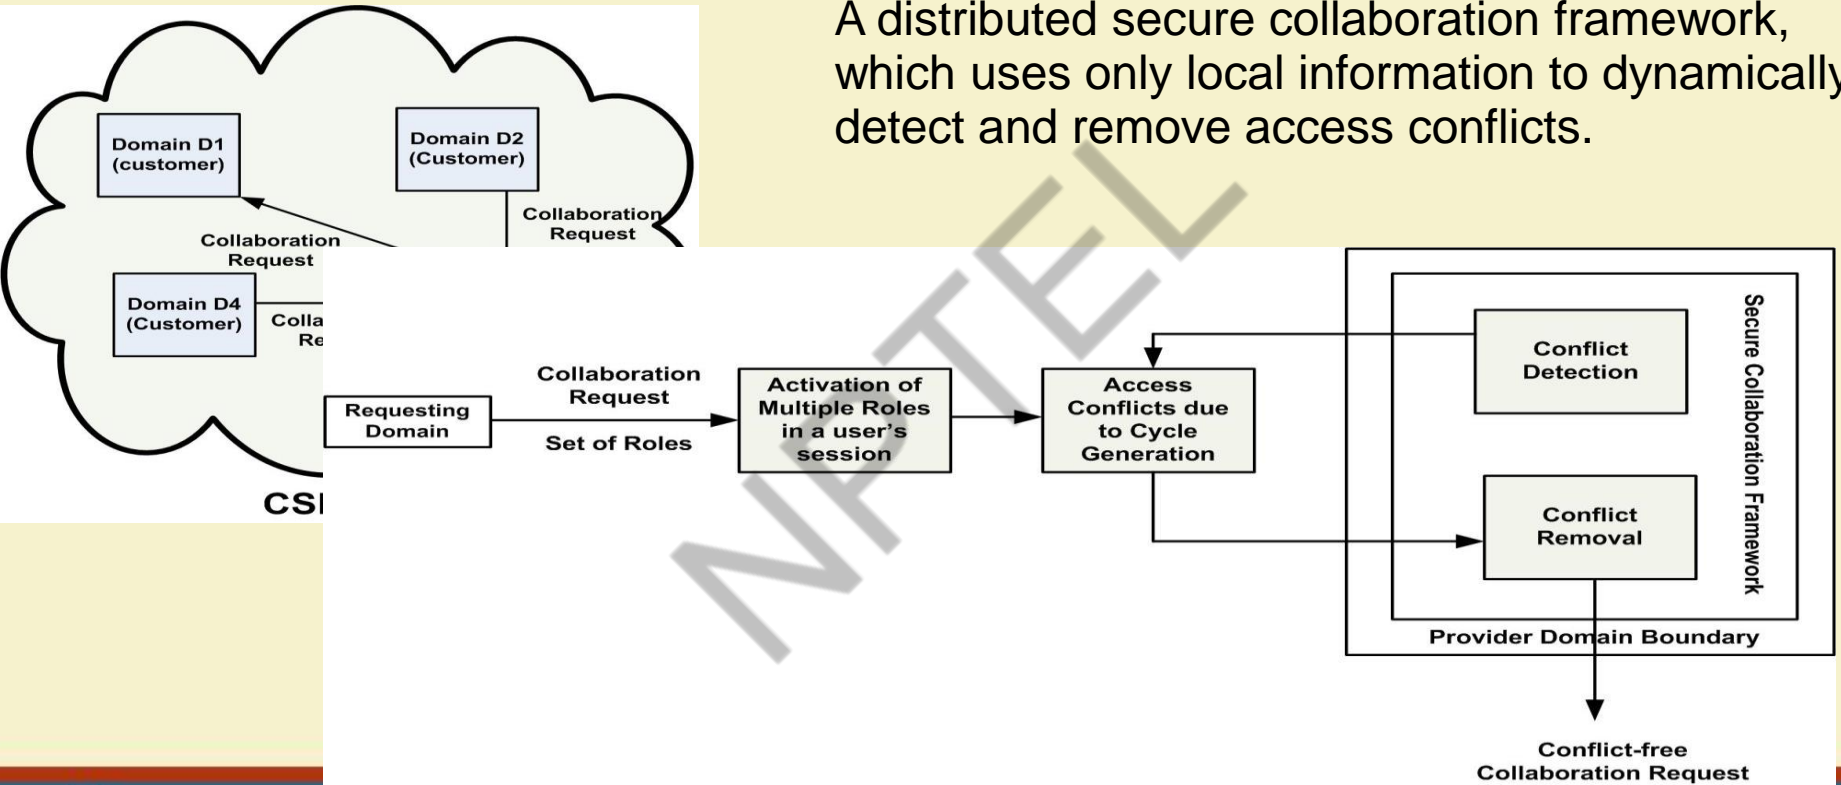 A distributed secure collaboration framework,
which uses only local information to dynamically
detect and remove access conflicts.
Domain D1
(customer)
Domain D2
(Customer)
Collaboration
Request
Collaboration
Request
Domain D4
(Customer)
Requesting
Domain
Collaboration
Request
Set of Roles
Activation of
Multiple Roles
in a user's
session
Access
Conflicts due
to Cycle
Generation
Conflict
Detection
Conflict
Removal
Secure Collaboration Framework
Provider Domain Boundary
Conflict-free
Collaboration Request
NPTEL